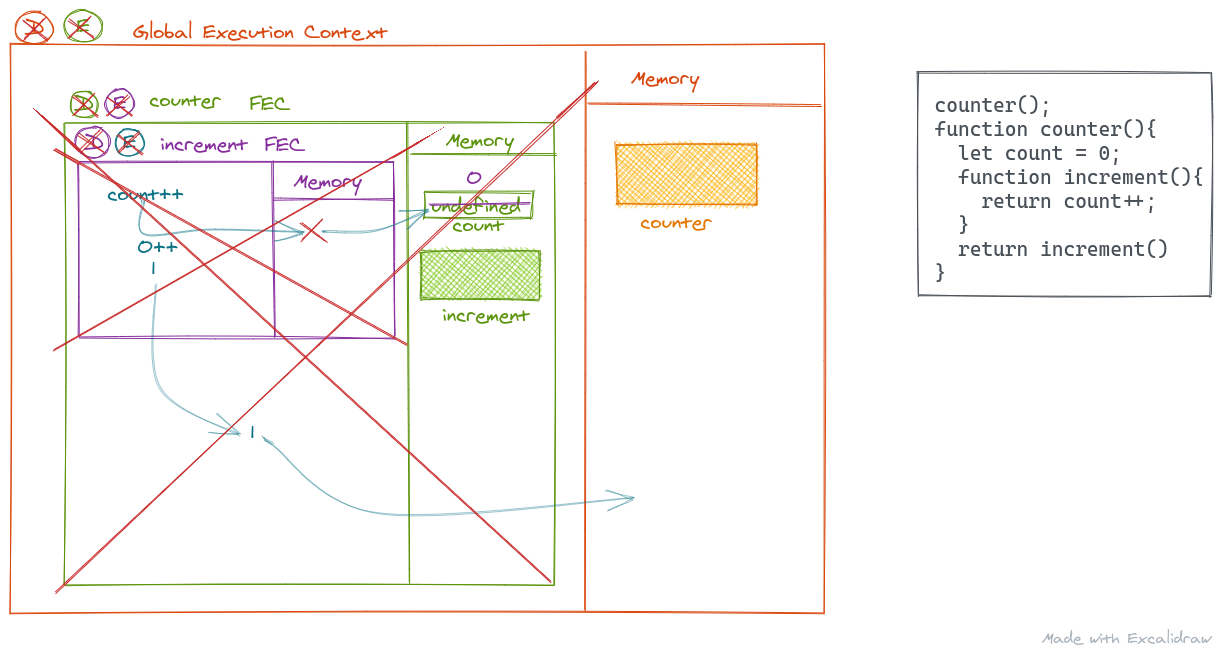 D E Global Execution Context
Memory
D E counter FEC
D E increment FEC
Memory
Memory
count++
0
undefined
count
0++
1
increment
1
counter
counter();
function counter(){
let count = 0;
function increment(){
return count++;
}
return increment()
}
Made with Excalidraw